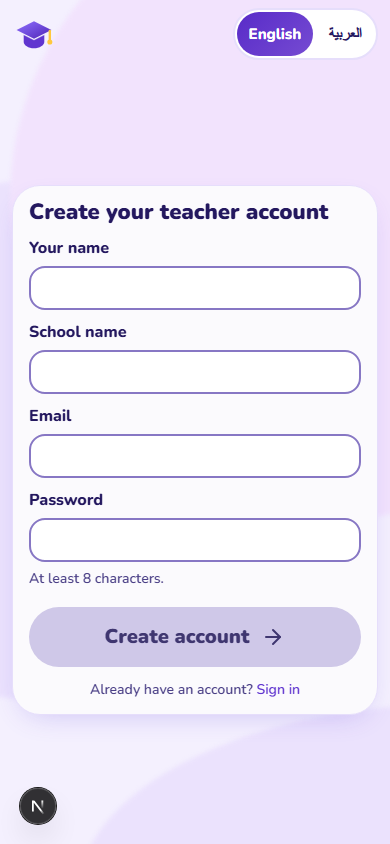 English
العربية
Create your teacher account
Your name
School name
Email
Password
At least 8 characters.
Create account →
Already have an account? Sign in
N